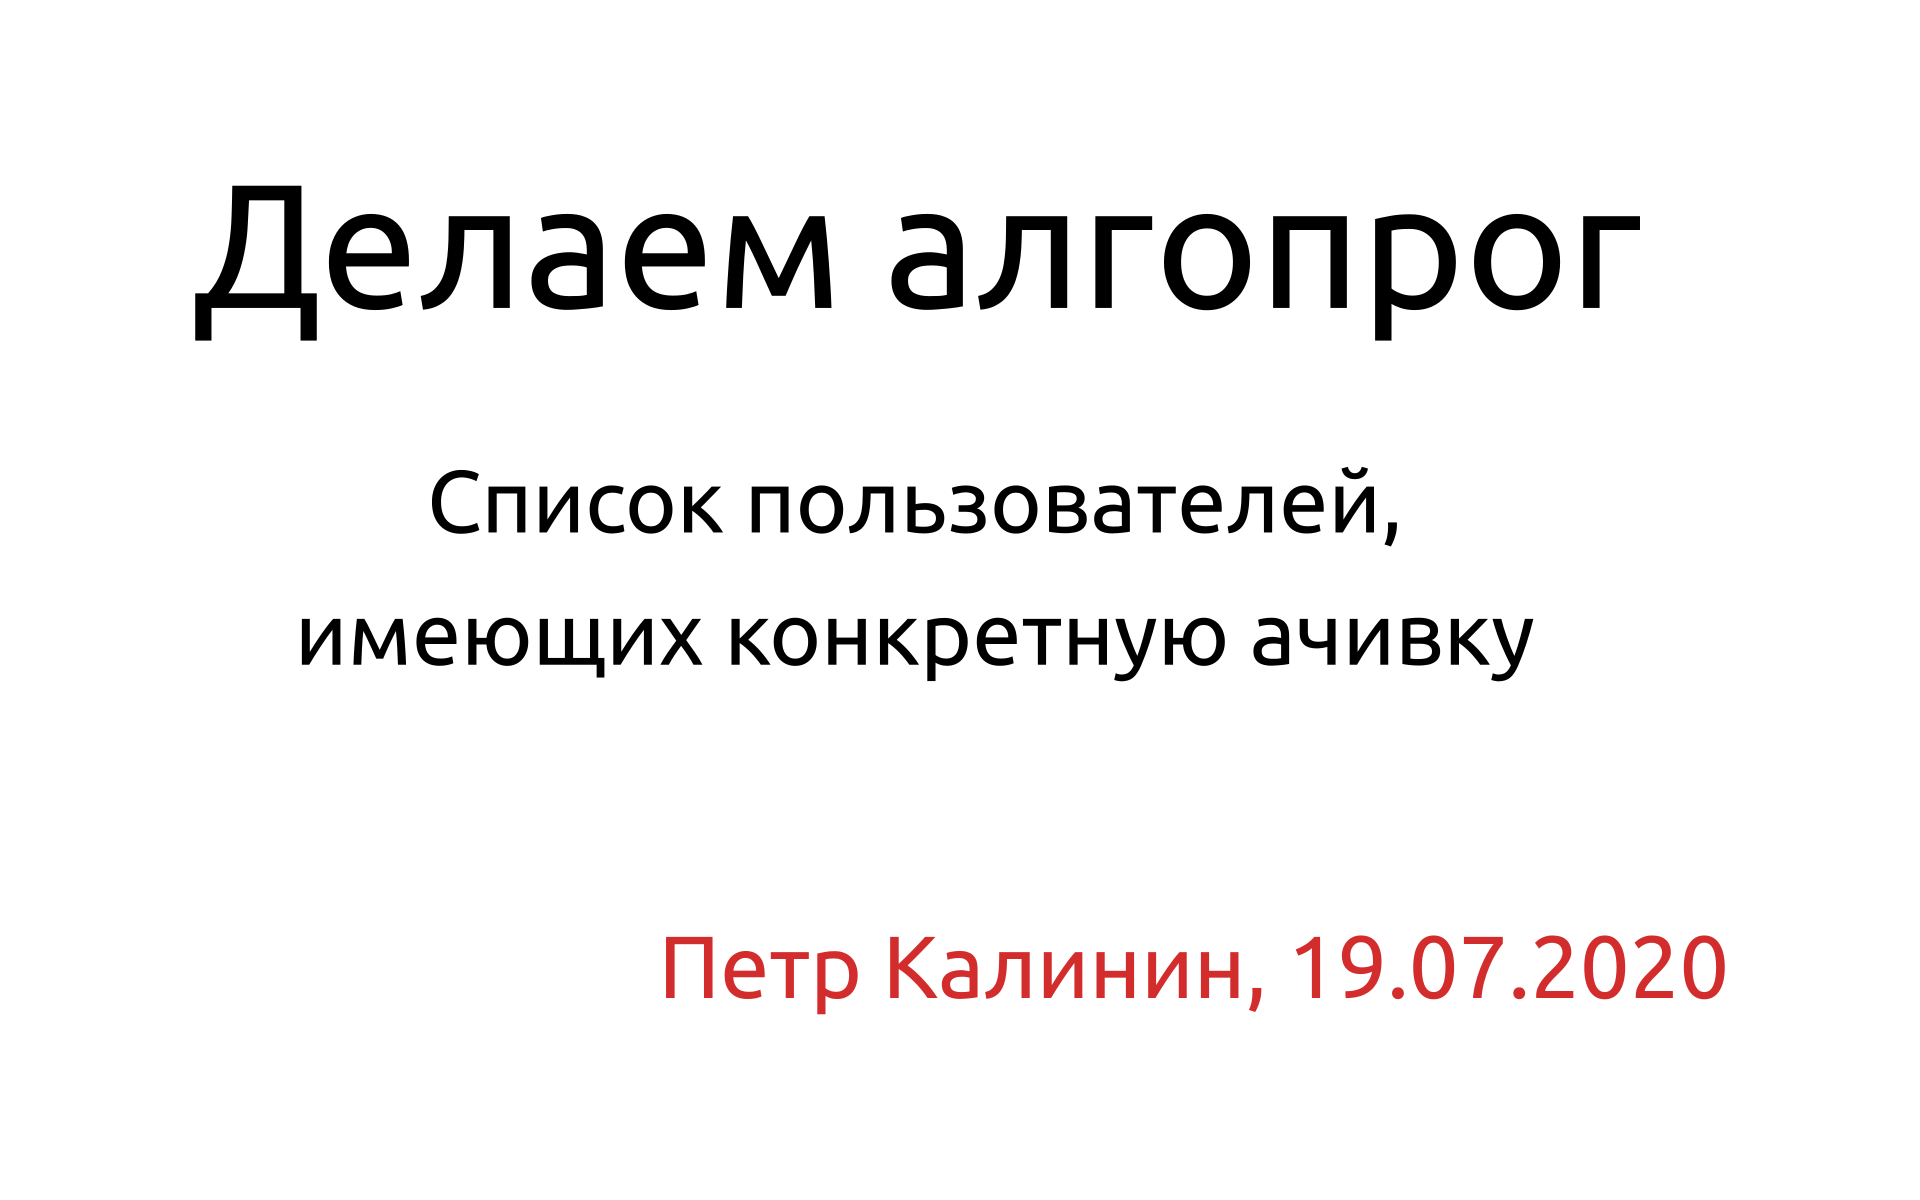 Делаем алгопрог
Список пользователей,
имеющих конкретную ачивку
Петр Калинин, 19.07.2020